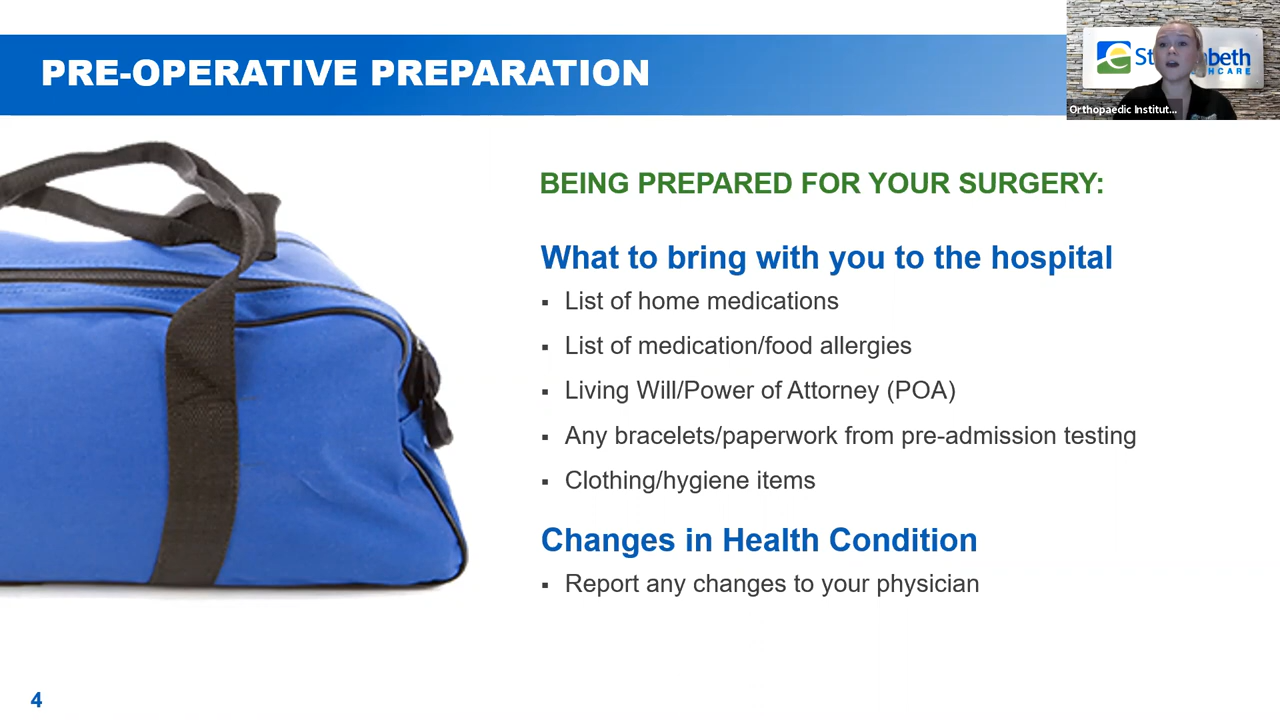 PRE-OPERATIVE PREPARATION
Orthopaedic Institut...
BEING PREPARED FOR YOUR SURGERY:
What to bring with you to the hospital
▪ List of home medications
▪ List of medication/food allergies
▪ Living Will/Power of Attorney (POA)
▪ Any bracelets/paperwork from pre-admission testing
▪ Clothing/hygiene items
Changes in Health Condition
▪ Report any changes to your physician
4